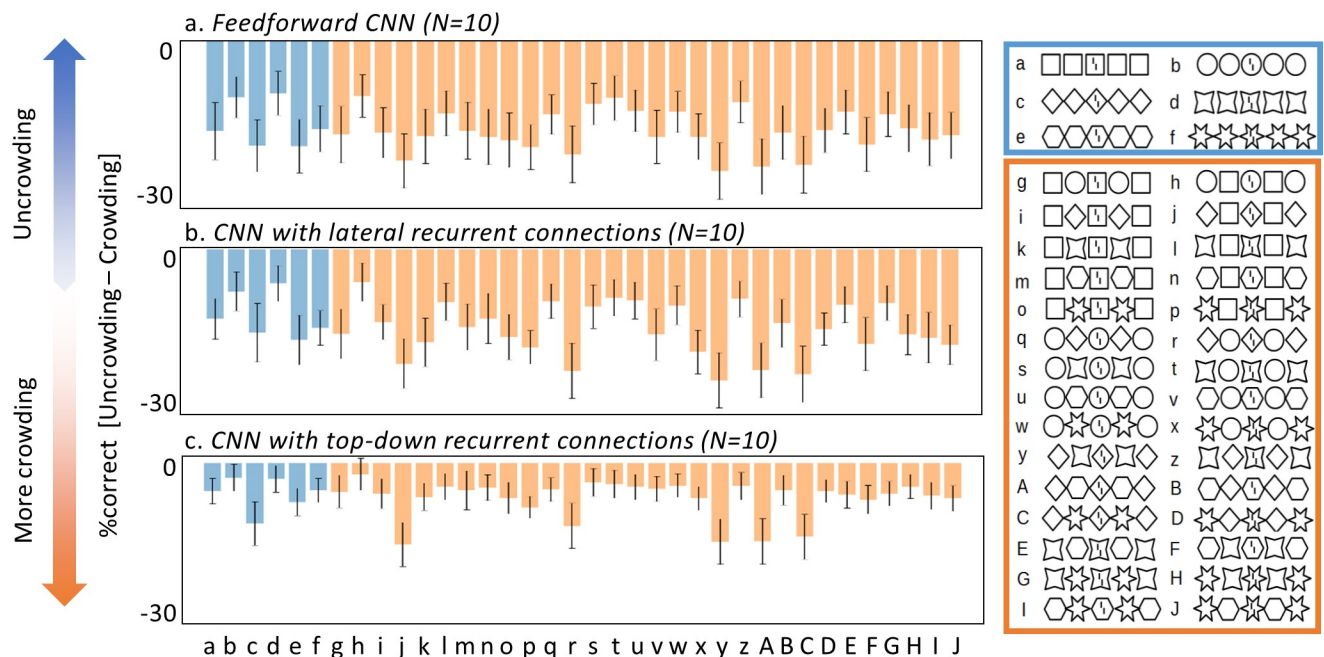 a. Feedforward CNN (N=10)
0
-30
b. CNN with lateral recurrent connections (N=10)
0
-30
c. CNN with top-down recurrent connections (N=10)
0
-30
a b c d e f g h i j k l m n o p q r s t u v w x y z A B C D E F G H I J
Uncrowding
More crowding
%correct [Uncrowding – Crowding]
a b
c d
e f
g h
i j
k l
m n
o p
q r
s t
u v
w x
y z
A B
C D
E F
G H
I J